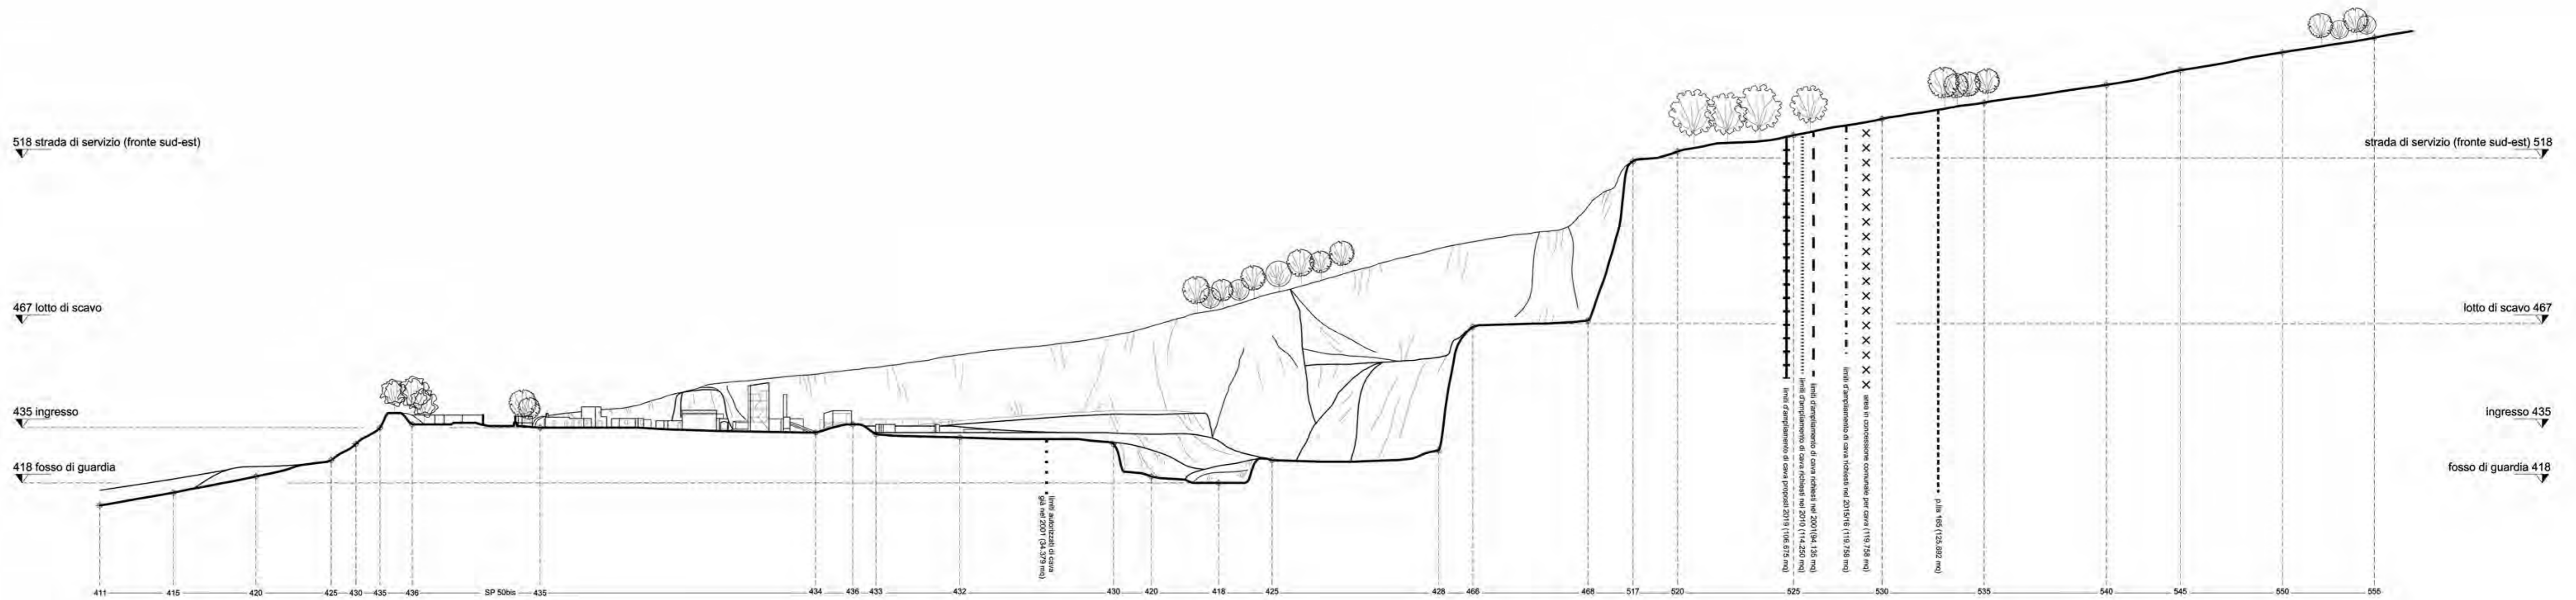 518 strada di servizio (fronte sud-est)
strada di servizio (fronte sud-est) 518
467 lotto di scavo
lotto di scavo 467
435 ingresso
ingresso 435
418 fosso di guardia
fosso di guardia 418
limiti autorizzati di cava
già nel 2001 (34.379 mq)
limiti d'ampliamento di cava proposti 2019 (106.675 mq)
limiti d'ampliamento di cava richiesti nel 2010 (114.250 mq)
limiti d'ampliamento di cava richiesti nel 2001(94.135 mq)
limiti d'ampliamento di cava richiesti nel 2015/16 (119.758 mq)
area in concessione comunale per cava (119.758 mq)
p.lla 165 (125.692 mq)
411 415 420 425 430 435 436 SP 50bis 435 434 436 433 432 430 420 418 425 428 466 468 517 520 525 530 535 540 545 550 555